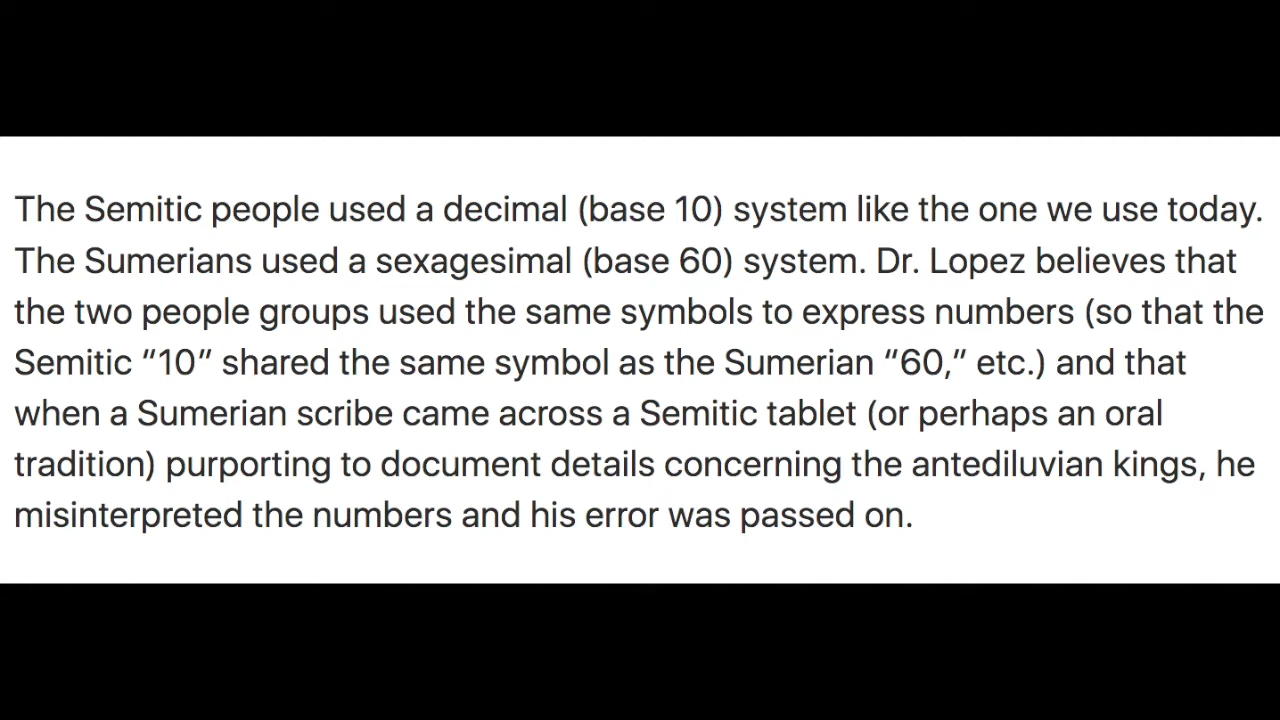 The Semitic people used a decimal (base 10) system like the one we use today.
The Sumerians used a sexagesimal (base 60) system. Dr. Lopez believes that
the two people groups used the same symbols to express numbers (so that the
Semitic “10” shared the same symbol as the Sumerian “60,” etc.) and that
when a Sumerian scribe came across a Semitic tablet (or perhaps an oral
tradition) purporting to document details concerning the antediluvian kings, he
misinterpreted the numbers and his error was passed on.